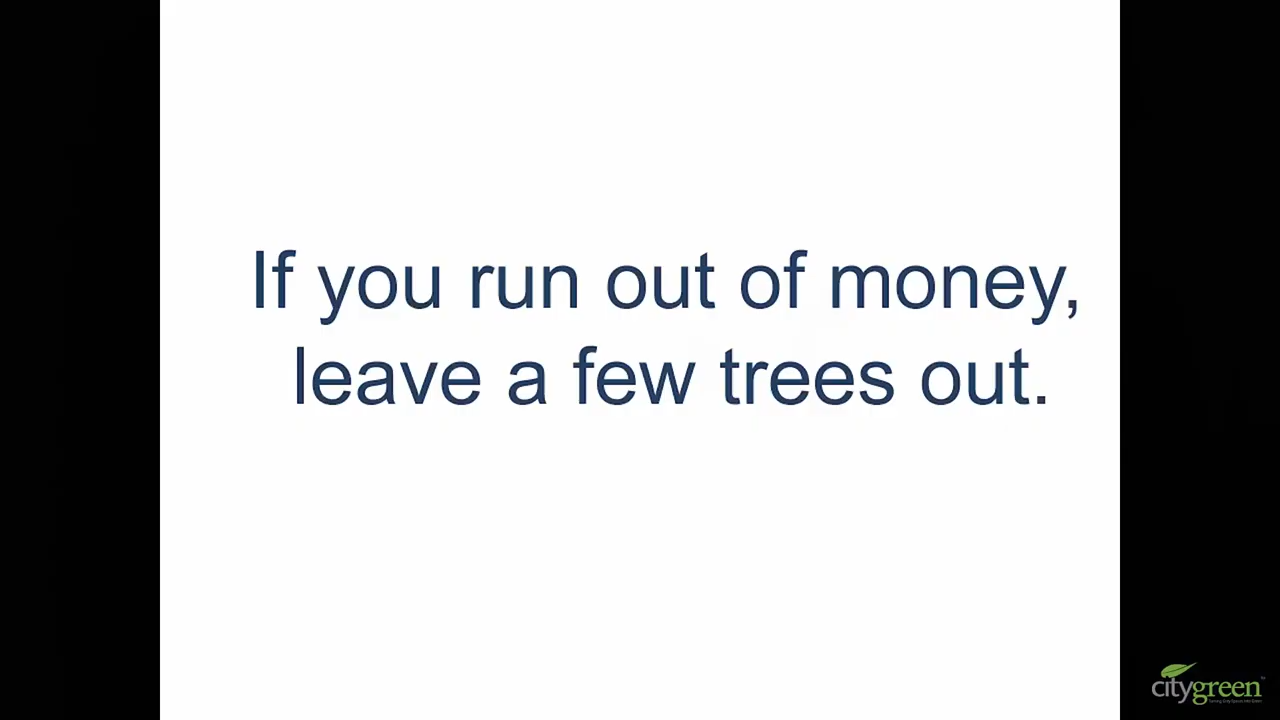 If you run out of money,
leave a few trees out.
citygreen